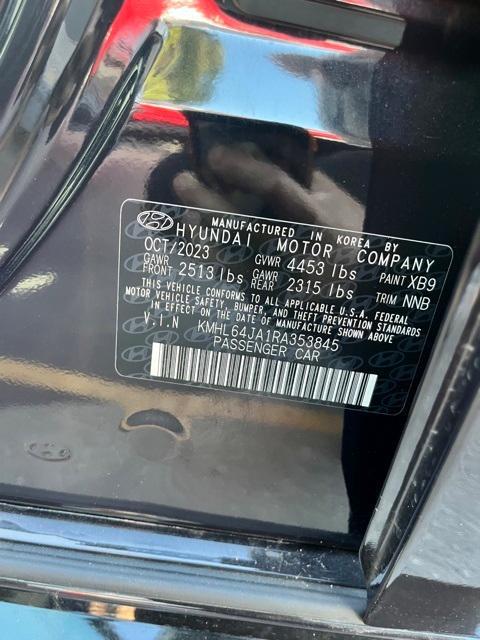 MANUFACTURED IN KOREA BY
HYUNDAI MOTOR COMPANY
OCT/2023 GVWR 4453 lbs PAINT XB9
GAWR FRONT 2513 lbs GAWR REAR 2315 lbs TRIM NNB
THIS VEHICLE CONFORMS TO ALL APPLICABLE U.S.A. FEDERAL
MOTOR VEHICLE SAFETY, BUMPER, AND THEFT PREVENTION STANDARDS
IN EFFECT ON THE DATE OF MANUFACTURE SHOWN ABOVE
V.I.N KMHL64JA1RA353845
PASSENGER CAR